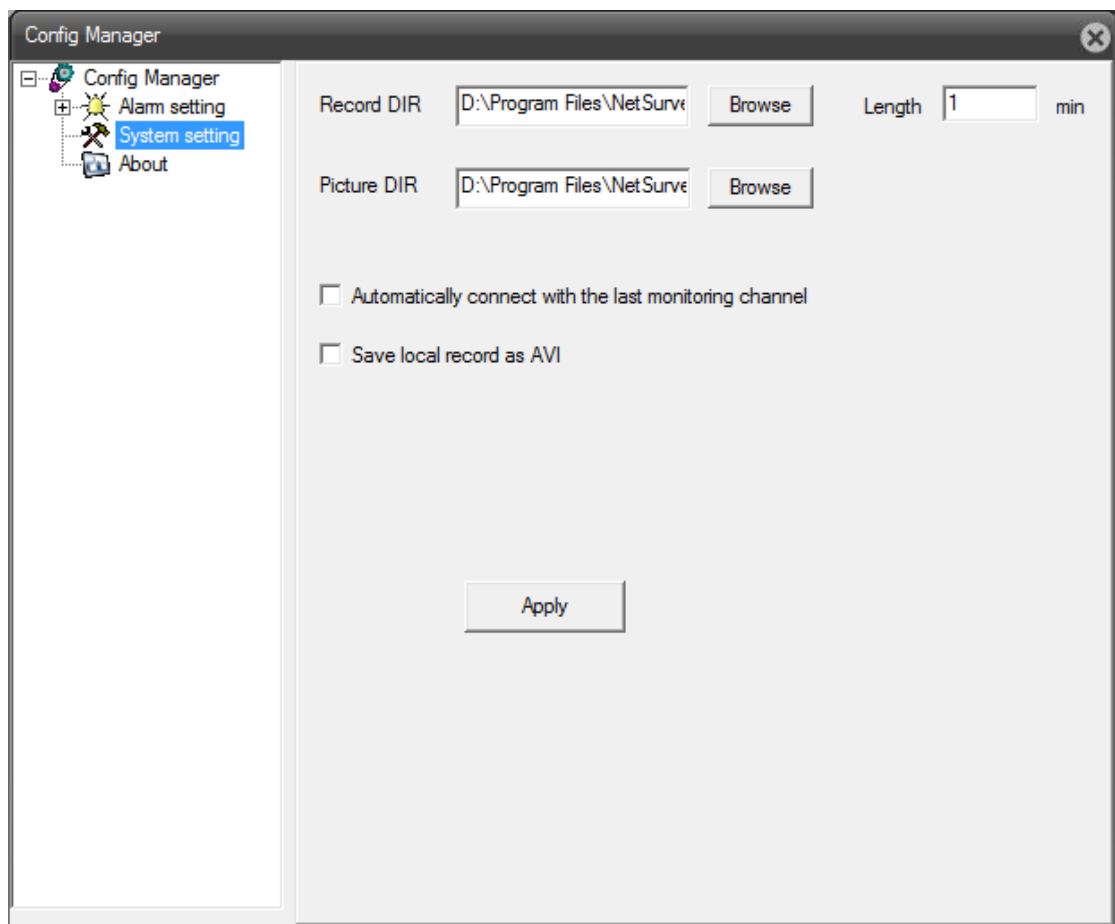 Config Manager
Config Manager
Alarm setting
System setting
About
Record DIR D:\Program Files\NetSurve Browse Length 1 min
Picture DIR D:\Program Files\NetSurve Browse
Automatically connect with the last monitoring channel
Save local record as AVI
Apply